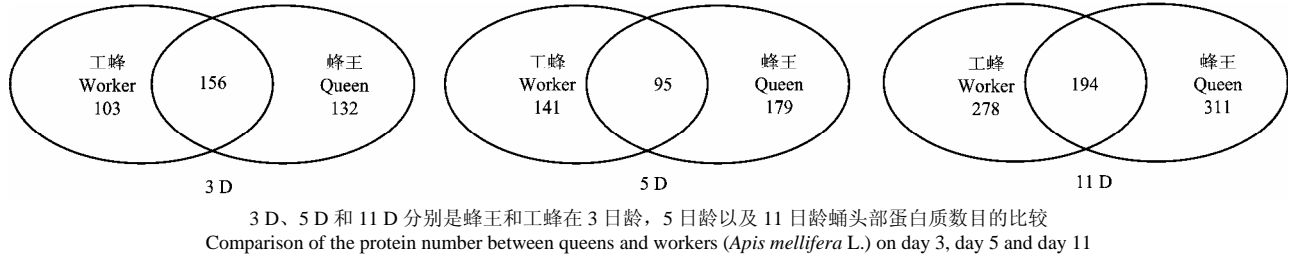 工蜂
Worker
103
156
蜂王
Queen
132
3 D
工蜂
Worker
141
95
蜂王
Queen
179
5 D
工蜂
Worker
278
194
蜂王
Queen
311
11 D
3 D、5 D 和 11 D 分别是蜂王和工蜂在 3 日龄，5 日龄以及 11 日龄蛹头部蛋白质数目的比较
Comparison of the protein number between queens and workers (Apis mellifera L.) on day 3, day 5 and day 11